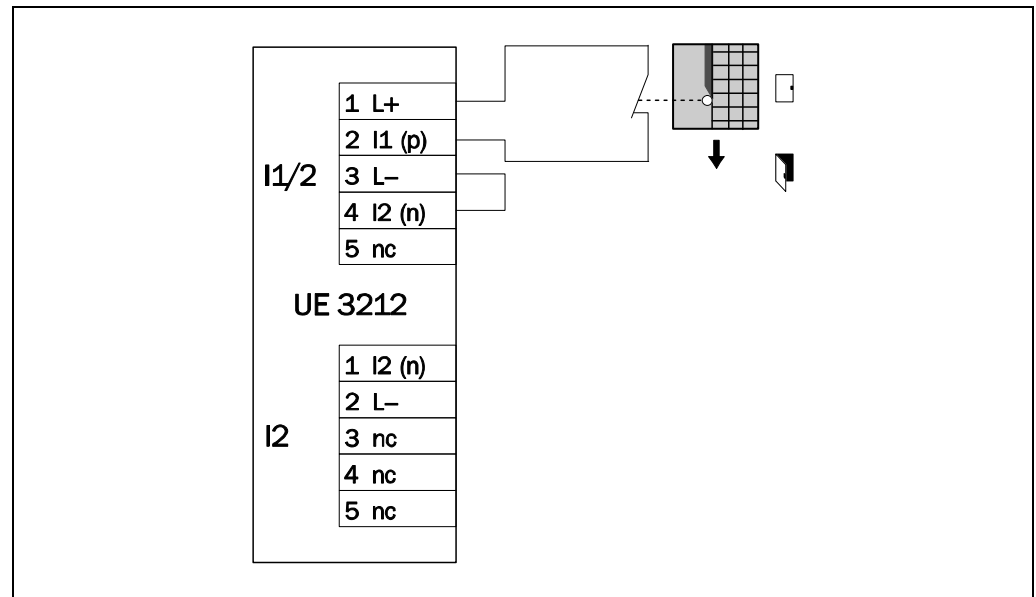 1 L+
2 I1 (p)
I1/2
3 L–
4 I2 (n)
5 nc
UE 3212
1 I2 (n)
2 L–
I2
3 nc
4 nc
5 nc